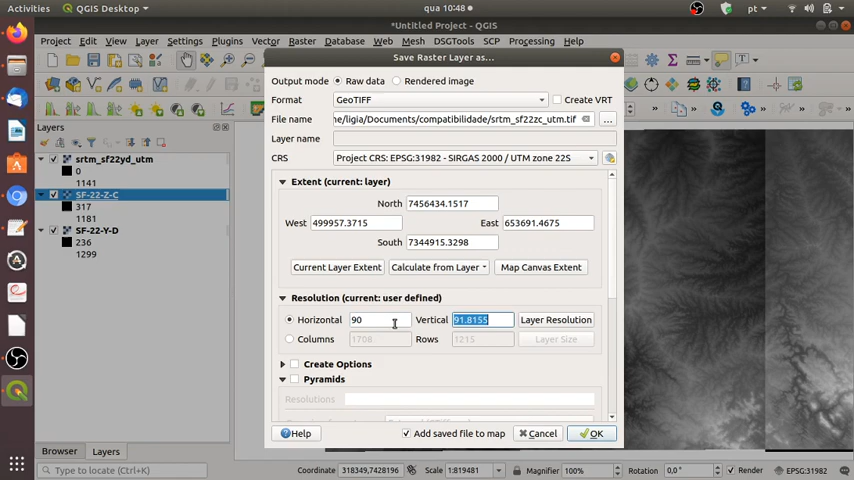 Activities QGIS Desktop qua 10:48 pt
*Untitled Project - QGIS
Project Edit View Layer Settings Plugins Vector Raster Database Web Mesh DSGTools SCP Processing Help
Save Raster Layer as...
Output mode Raw data Rendered image
Format GeoTIFF Create VRT
File name ne/ligia/Documents/compatibilidade/srtm_sf22zc_utm.tif ...
Layer name
CRS Project CRS: EPSG:31982 - SIRGAS 2000 / UTM zone 22S
Extent (current: layer)
North 7456434.1517
West 499957.3715 East 653691.4675
South 7344915.3298
Current Layer Extent Calculate from Layer Map Canvas Extent
Resolution (current: user defined)
Horizontal 90 Vertical 91.8155 Layer Resolution
Columns 1708 Rows 1215 Layer Size
Create Options
Pyramids
Resolutions
Help Add saved file to map Cancel OK
Layers
srtm_sf22yd_utm
0
1141
SF-22-Z-C
317
1181
SF-22-Y-D
236
1299
Browser Layers
Type to locate (Ctrl+K) Coordinate 318349,7428196 Scale 1:819481 Magnifier 100% Rotation 0,0° Render EPSG:31982